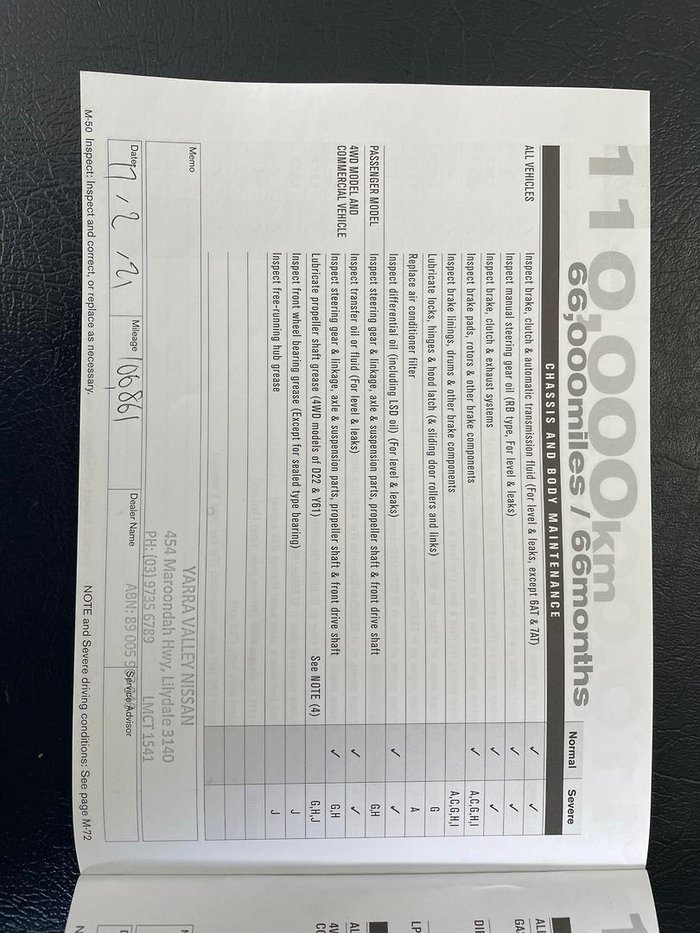 110,000km
66,000miles / 66months
CHASSIS AND BODY MAINTENANCE Normal Severe
ALL VEHICLES Inspect brake, clutch & automatic transmission fluid (For level & leaks, except 6AT & 7AT) ✓ ✓
Inspect manual steering gear oil (RB type, For level & leaks) ✓ ✓
Inspect brake, clutch & exhaust systems ✓ ✓
Inspect brake pads, rotors & other brake components ✓ A,C,G,H,I
Inspect brake linings, drums & other brake components A,C,G,H,I
Lubricate locks, hinges & hood latch (& sliding door rollers and links) G
Replace air conditioner filter A
Inspect differential oil (including LSD oil) (For level & leaks) ✓ ✓
PASSENGER MODEL Inspect steering gear & linkage, axle & suspension parts, propeller shaft & front drive shaft G,H
4WD MODEL AND Inspect transfer oil or fluid (For level & leaks) ✓ ✓
COMMERCIAL VEHICLE Inspect steering gear & linkage, axle & suspension parts, propeller shaft & front drive shaft ✓ G,H
Lubricate propeller shaft grease (4WD models of D22 & Y61) See NOTE (4) G,H,J
Inspect front wheel bearing grease (Except for sealed type bearing) J
Inspect free-running hub grease J
Memo
YARRA VALLEY NISSAN
454 Maroondah Hwy, Lilydale 3140
PH: (03) 9735 6789 LMCT 1541
ABN: 89 005
Date 17 12 21 Mileage 106,861 Dealer Name Service Advisor
M-50 Inspect: Inspect and correct or replace as necessary. NOTE and Severe driving conditions: See page M-72